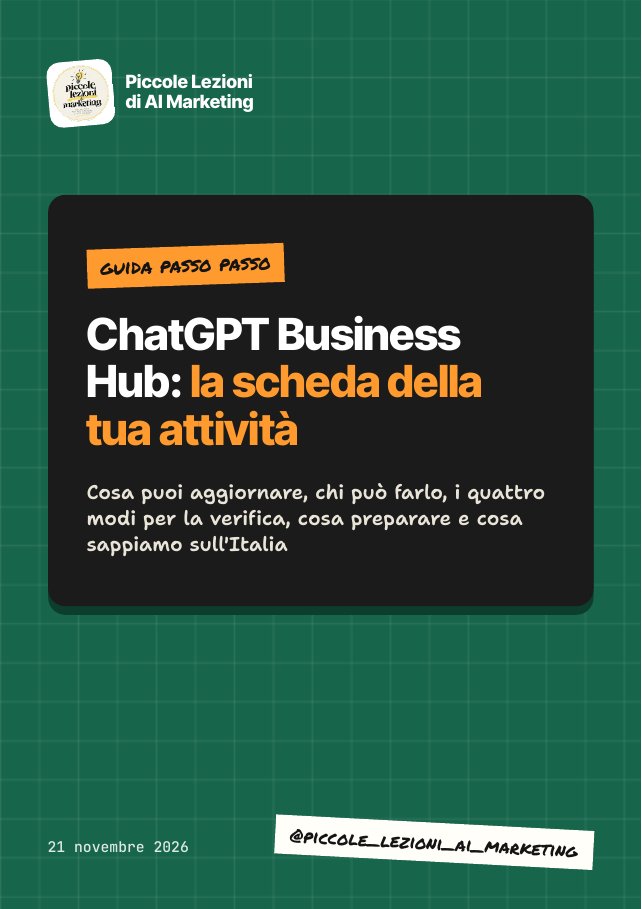 piccole
lezioni
marketing
Piccole Lezioni
di AI Marketing
GUIDA PASSO PASSO
ChatGPT Business
Hub: la scheda della
tua attività
Cosa puoi aggiornare, chi può farlo, i quattro
modi per la verifica, cosa preparare e cosa
sappiamo sull'Italia
21 novembre 2026
@PICCOLE_LEZIONI_AI_MARKETING